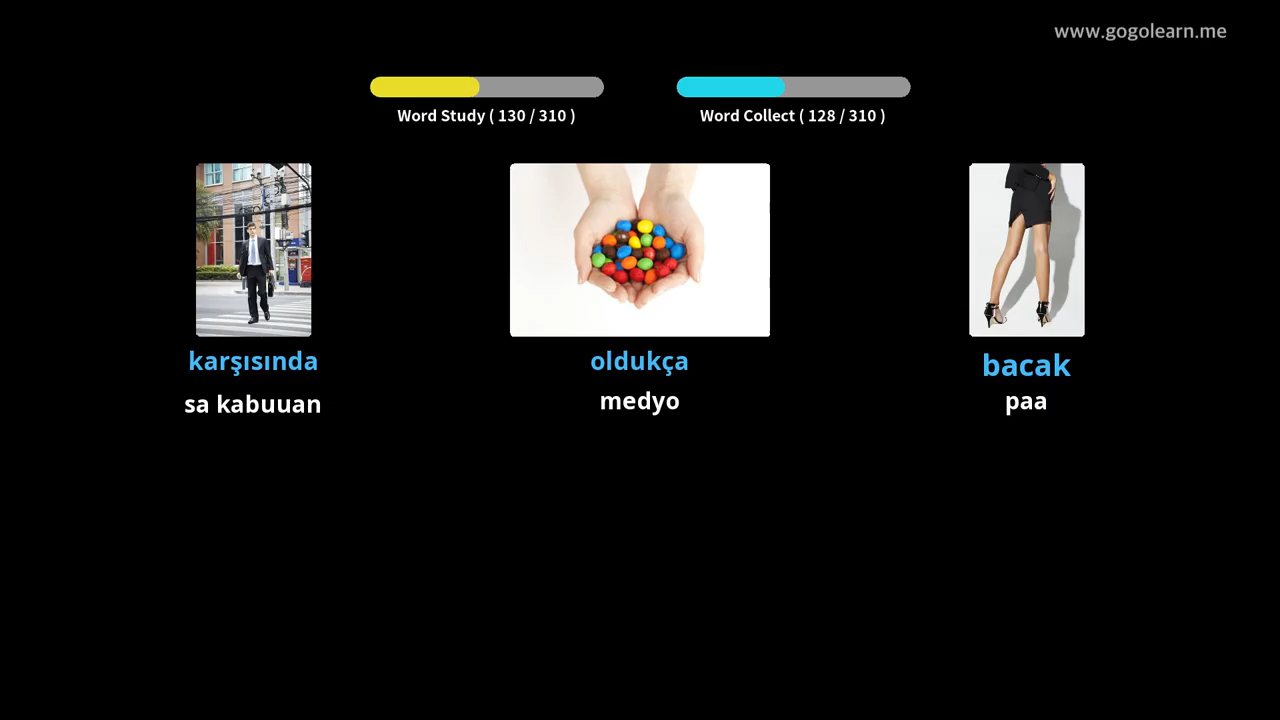 www.gogolearn.me
Word Study ( 130 / 310 )
Word Collect ( 128 / 310 )
karşısında
oldukça
bacak
sa kabuuan
medyo
paa